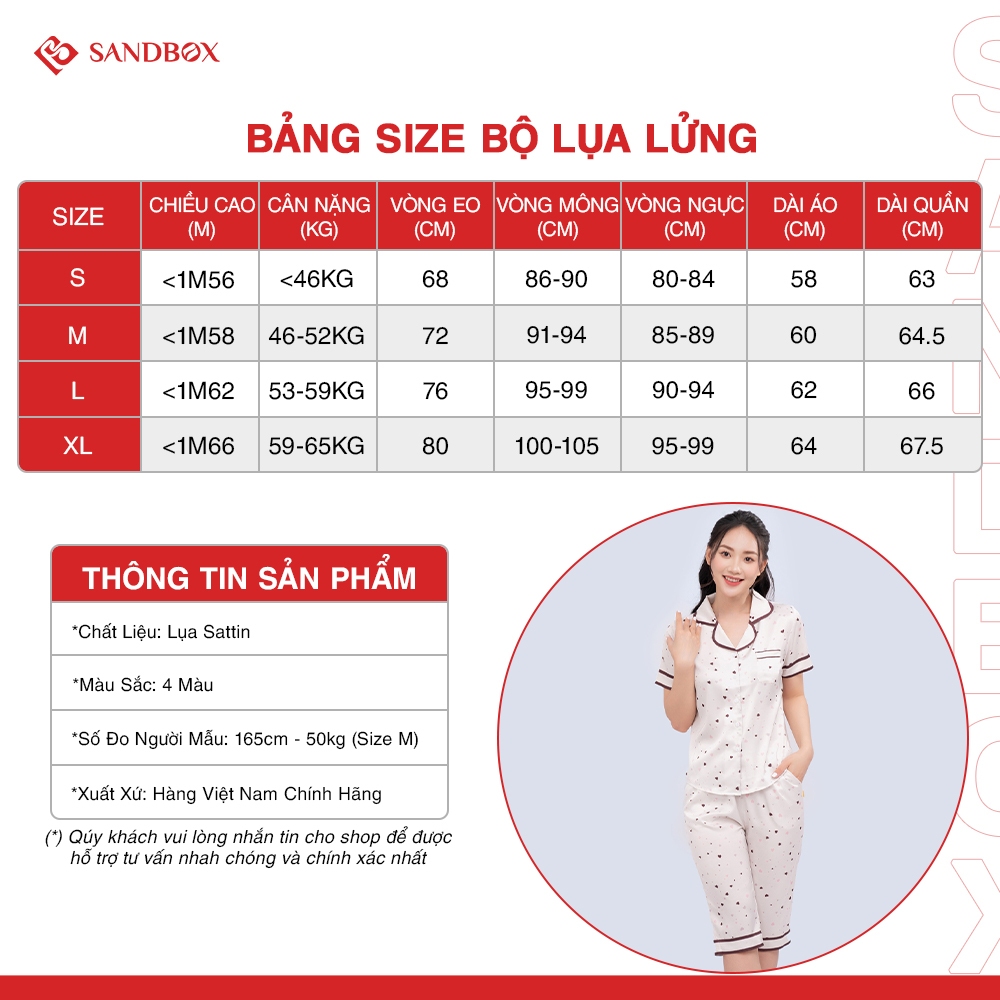 SANDBOX
BẢNG SIZE BỘ LỤA LỬNG
SIZE CHIỀU CAO (M) CÂN NẶNG (KG) VÒNG EO (CM) VÒNG MÔNG (CM) VÒNG NGỰC (CM) DÀI ÁO (CM) DÀI QUẦN (CM)
S <1M56 <46KG 68 86-90 80-84 58 63
M <1M58 46-52KG 72 91-94 85-89 60 64.5
L <1M62 53-59KG 76 95-99 90-94 62 66
XL <1M66 59-65KG 80 100-105 95-99 64 67.5
THÔNG TIN SẢN PHẨM
*Chất Liệu: Lụa Sattin
*Màu Sắc: 4 Màu
*Số Đo Người Mẫu: 165cm - 50kg (Size M)
*Xuất Xứ: Hàng Việt Nam Chính Hãng
(*) Qúy khách vui lòng nhắn tin cho shop để được
hỗ trợ tư vấn nhah chóng và chính xác nhất